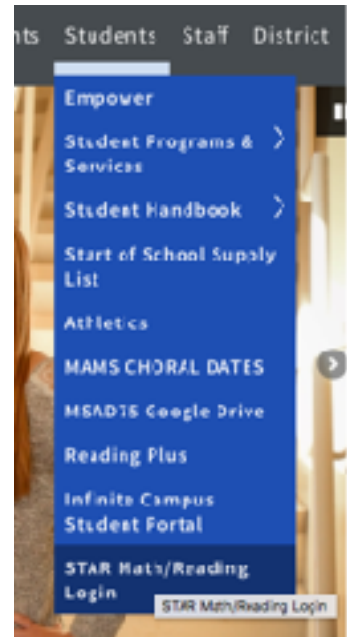 nts Students Staff District
Empower
Student Programs &
Services
Student Handbook
Start of School Supply
List
Athletics
MAMS CHORAL DATES
MSAD75 Google Drive
Reading Plus
Infinite Campus
Student Portal
STAR Math/Reading
Login
STAR Math/Reading Login